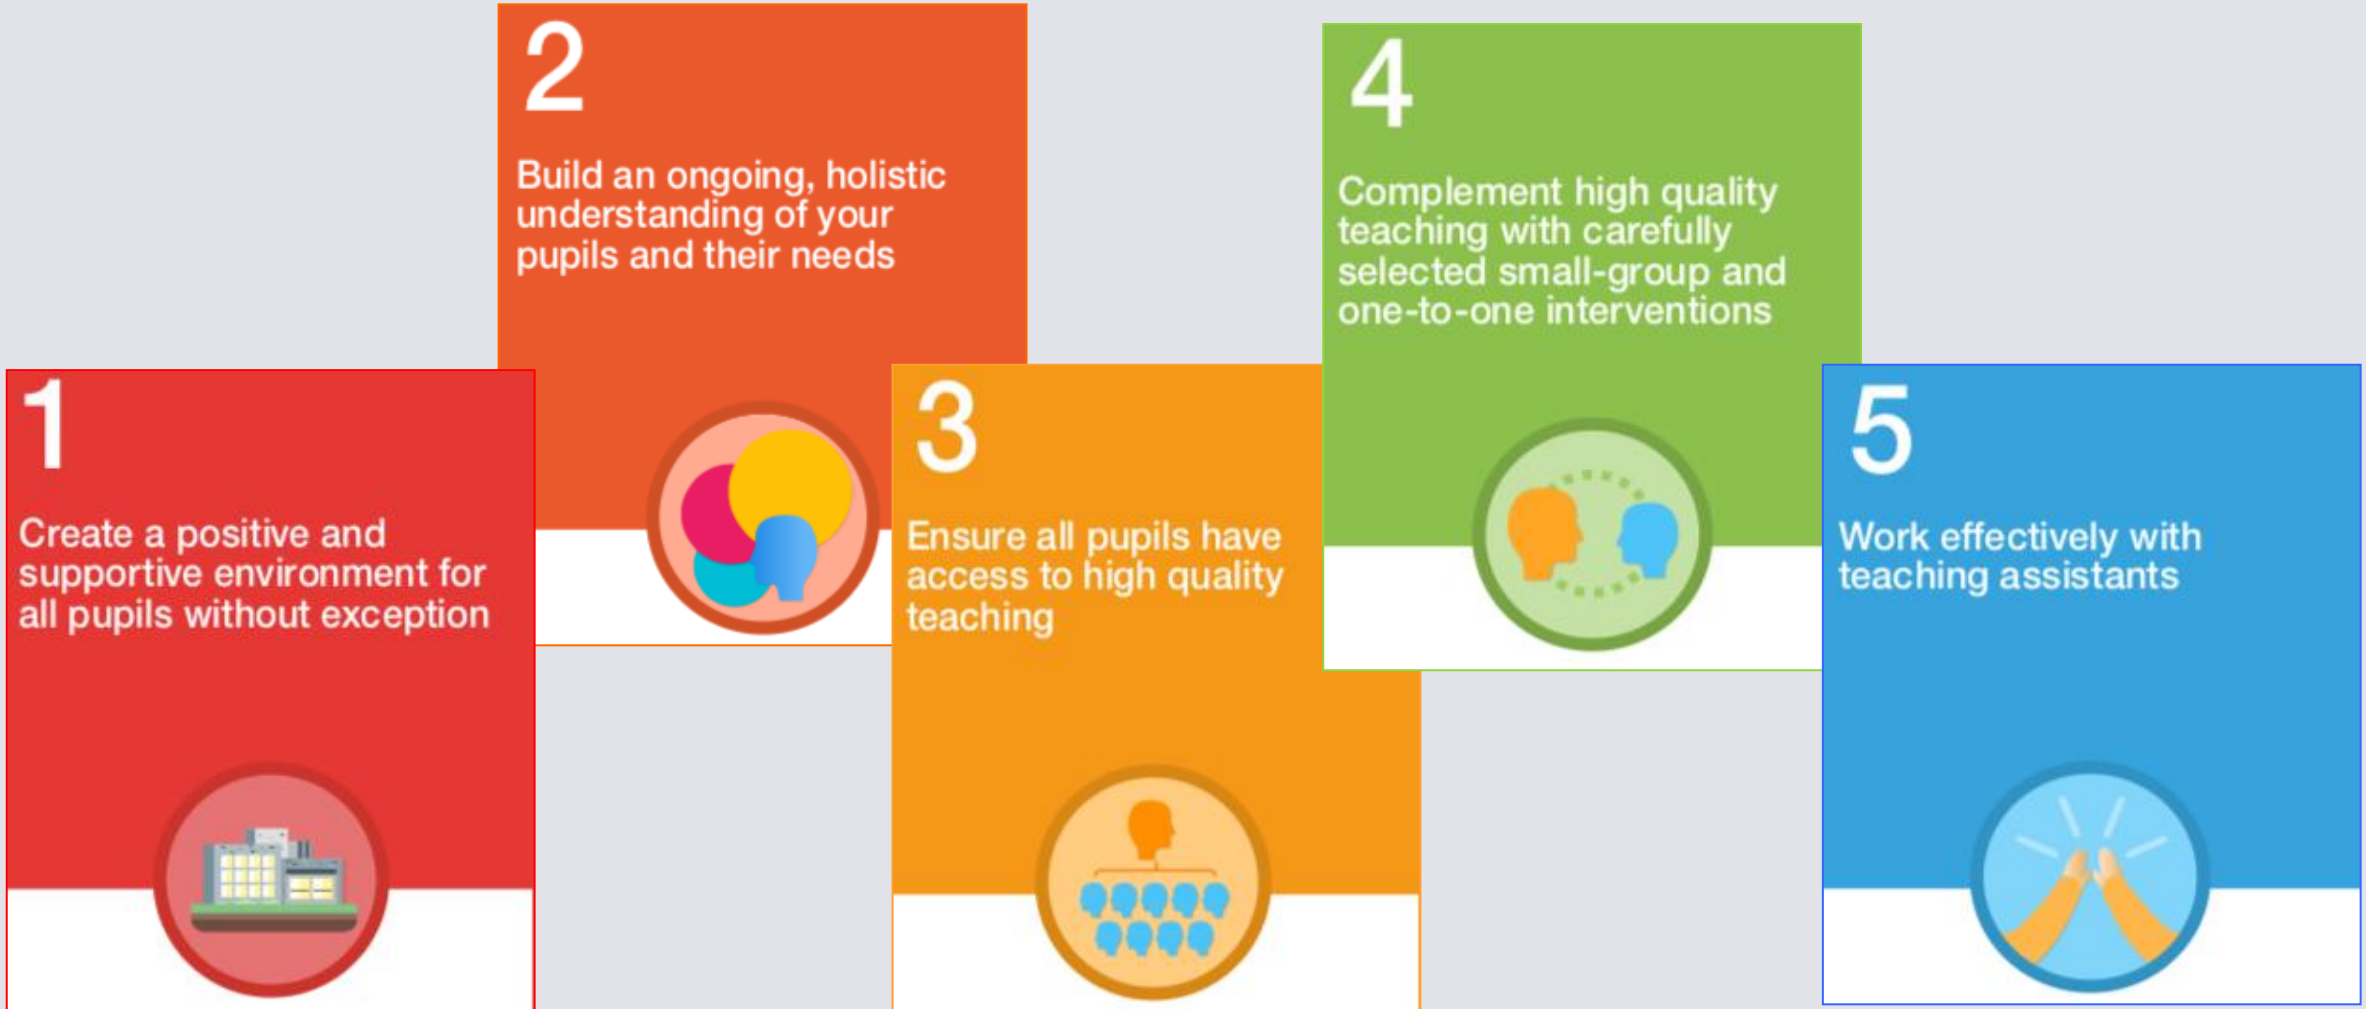 1
Create a positive and
supportive environment for
all pupils without exception
2
Build an ongoing, holistic
understanding of your
pupils and their needs
3
Ensure all pupils have
access to high quality
teaching
4
Complement high quality
teaching with carefully
selected small-group and
one-to-one interventions
5
Work effectively with
teaching assistants